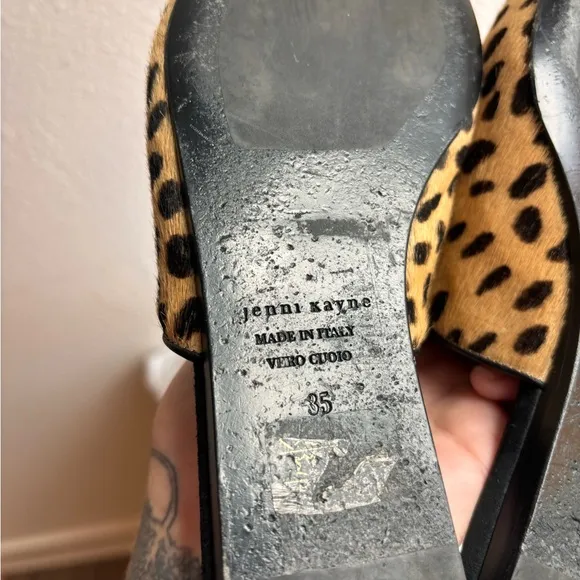 Jenni Kayne
MADE IN ITALY
VERO CUOIO
35